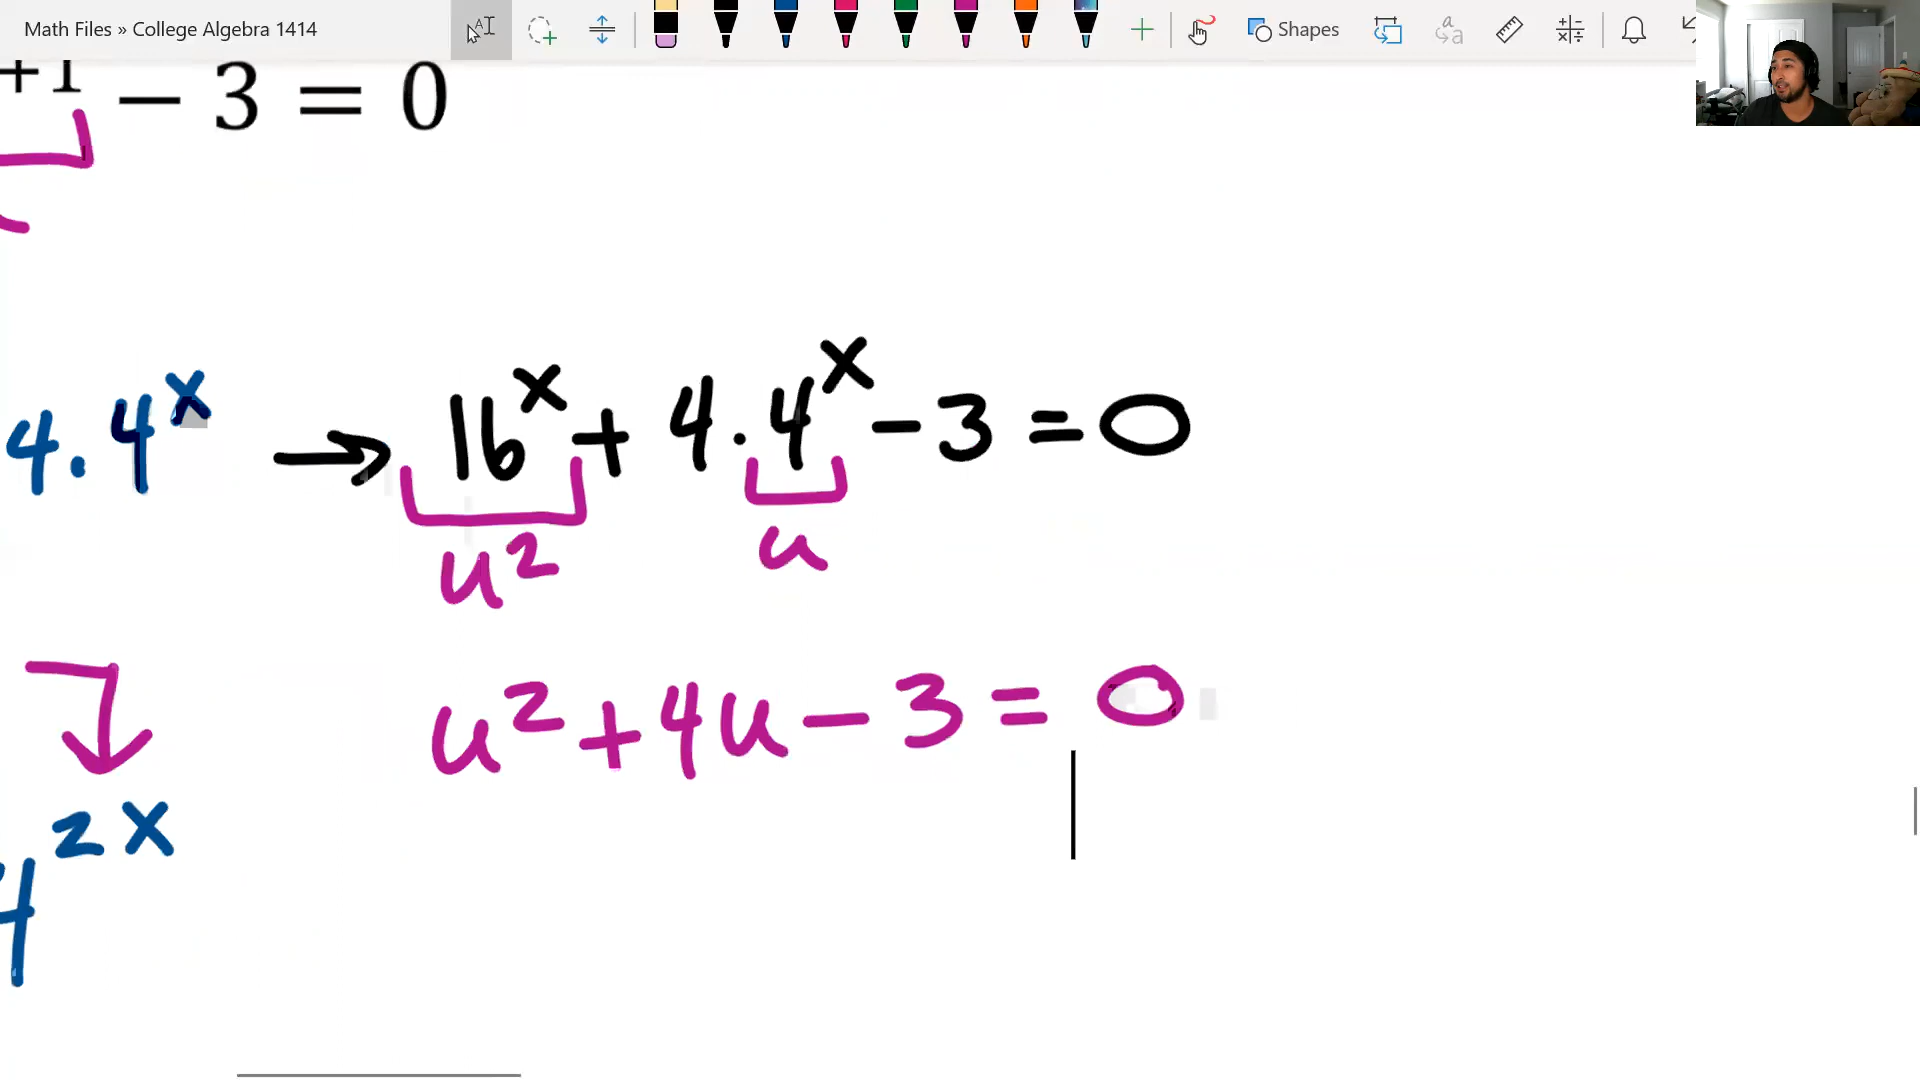 Math Files » College Algebra 1414
Shapes
+1 − 3 = 0
4 · 4^x → 16^x + 4 · 4^x − 3 = 0
u² u
u² + 4u − 3 = 0
4^2x